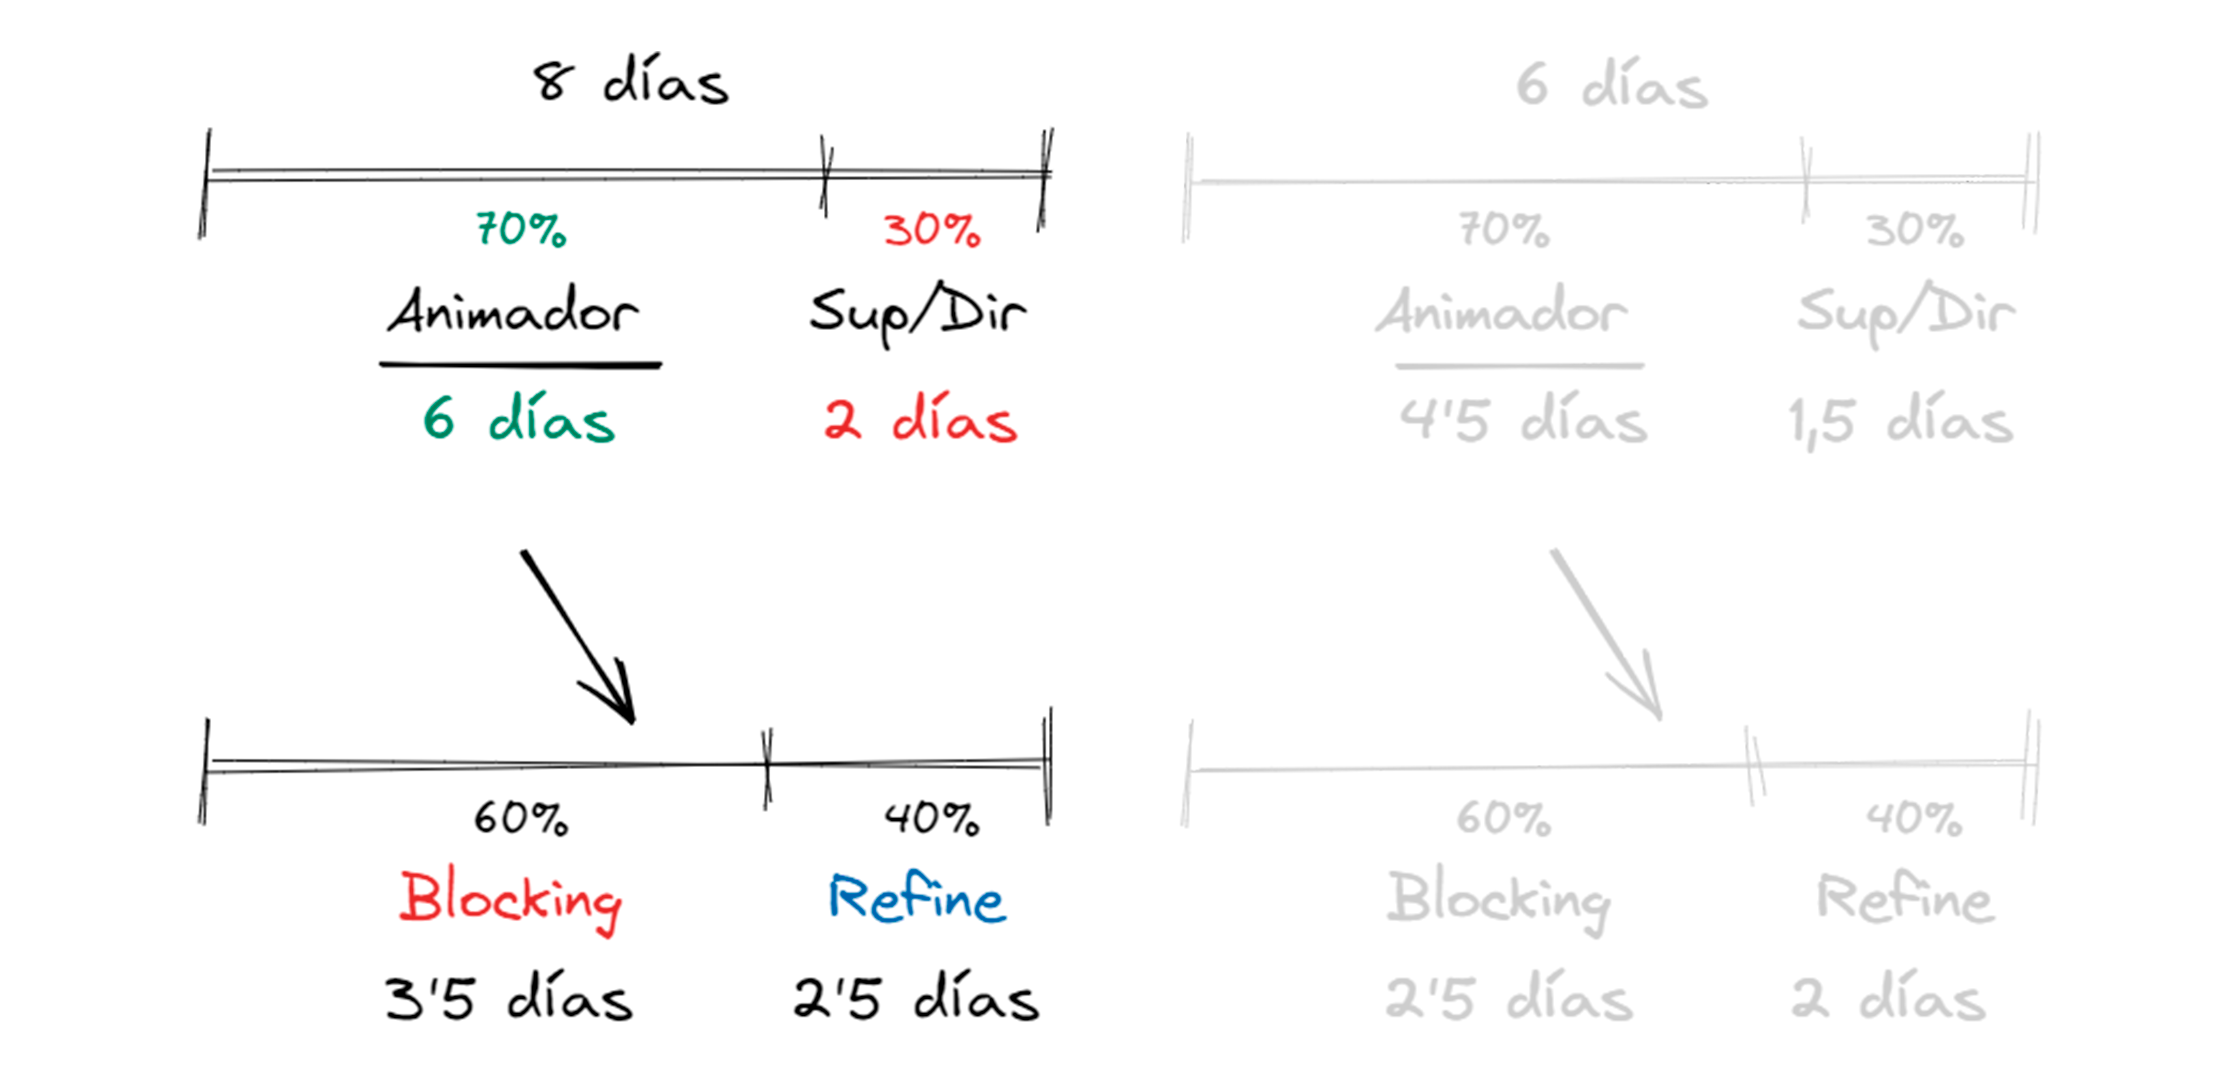 8 días
70% 30%
Animador Sup/Dir
6 días 2 días
60% 40%
Blocking Refine
3'5 días 2'5 días
6 días
70% 30%
Animador Sup/Dir
4'5 días 1,5 días
60% 40%
Blocking Refine
2'5 días 2 días